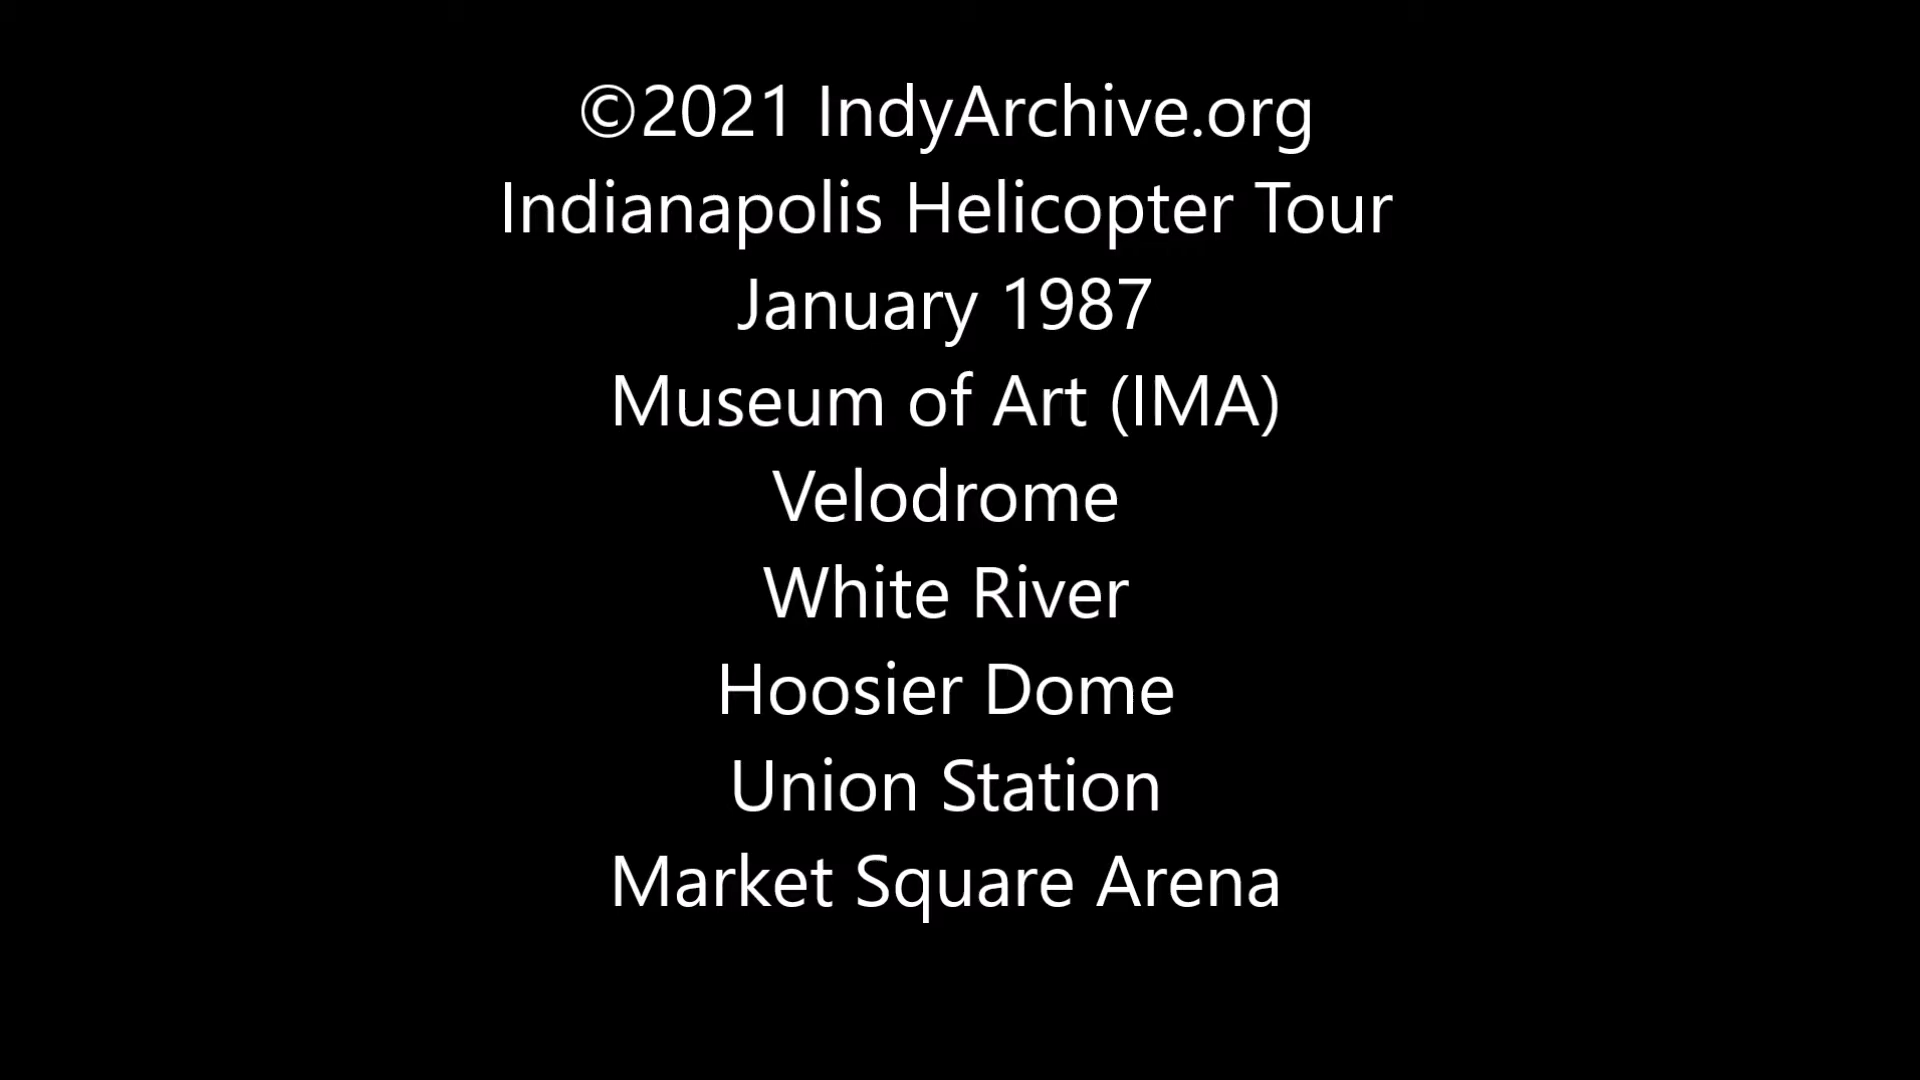 ©2021 IndyArchive.org
Indianapolis Helicopter Tour
January 1987
Museum of Art (IMA)
Velodrome
White River
Hoosier Dome
Union Station
Market Square Arena